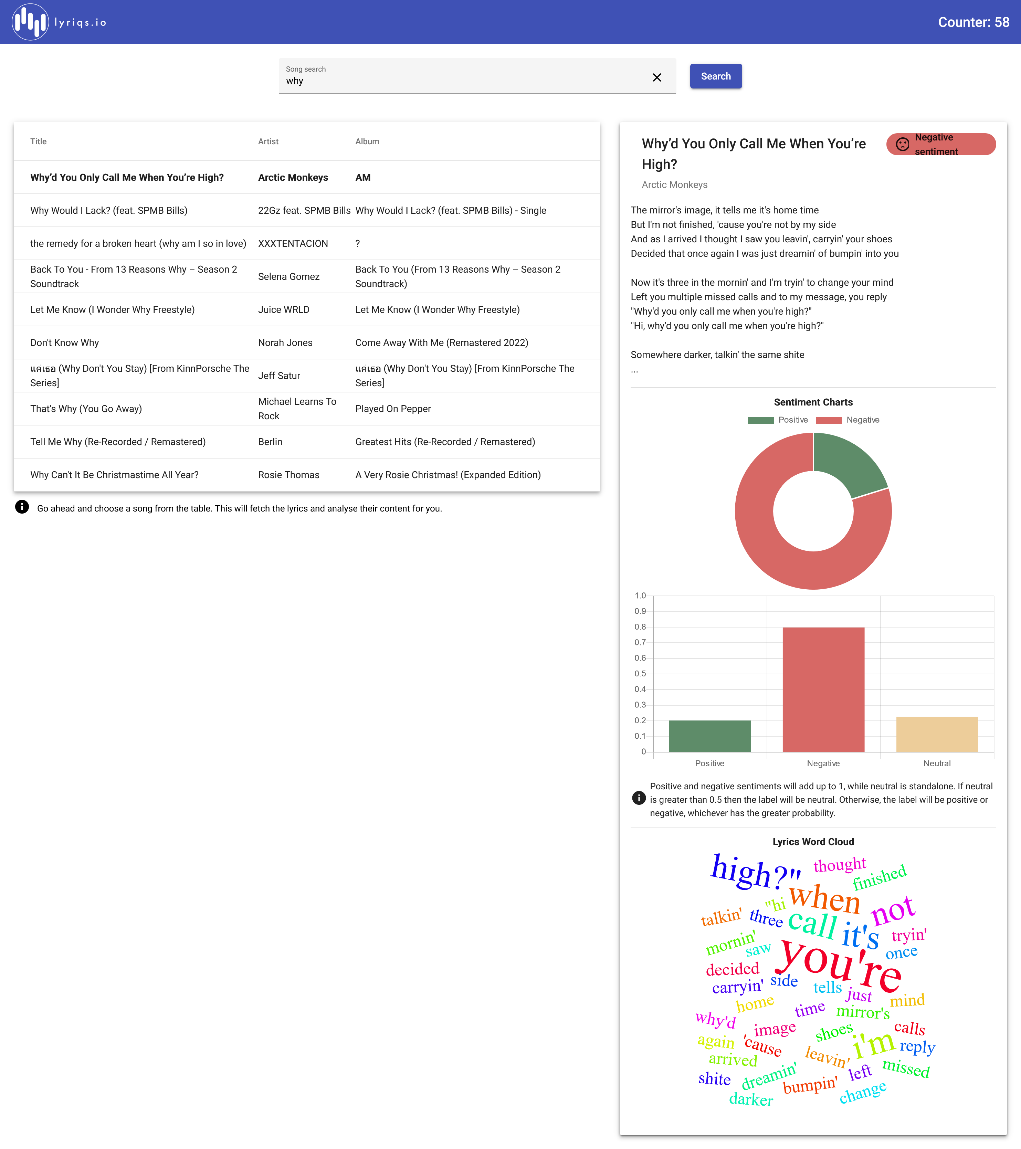 lyriqs.io
Counter: 58
Song search
why
Search
Title Artist Album
Why'd You Only Call Me When You're High? Arctic Monkeys AM
Why Would I Lack? (feat. SPMB Bills) 22Gz feat. SPMB Bills Why Would I Lack? (feat. SPMB Bills) - Single
the remedy for a broken heart (why am I so in love) XXXTENTACION ?
Back To You - From 13 Reasons Why – Season 2 Soundtrack Selena Gomez Back To You (From 13 Reasons Why – Season 2 Soundtrack)
Let Me Know (I Wonder Why Freestyle) Juice WRLD Let Me Know (I Wonder Why Freestyle)
Don't Know Why Norah Jones Come Away With Me (Remastered 2022)
แค่เธอ (Why Don't You Stay) [From KinnPorsche The Series] Jeff Satur แค่เธอ (Why Don't You Stay) [From KinnPorsche The Series]
That's Why (You Go Away) Michael Learns To Rock Played On Pepper
Tell Me Why (Re-Recorded / Remastered) Berlin Greatest Hits (Re-Recorded / Remastered)
Why Can't It Be Christmastime All Year? Rosie Thomas A Very Rosie Christmas! (Expanded Edition)
Go ahead and choose a song from the table. This will fetch the lyrics and analyse their content for you.
Why'd You Only Call Me When You're
High?
Negative
sentiment
Arctic Monkeys
The mirror's image, it tells me it's home time
But I'm not finished, 'cause you're not by my side
And as I arrived I thought I saw you leavin', carryin' your shoes
Decided that once again I was just dreamin' of bumpin' into you
Now it's three in the mornin' and I'm tryin' to change your mind
Left you multiple missed calls and to my message, you reply
"Why'd you only call me when you're high?"
"Hi, why'd you only call me when you're high?"
Somewhere darker, talkin' the same shite
...
Sentiment Charts
Positive Negative
1.0
0.9
0.8
0.7
0.6
0.5
0.4
0.3
0.2
0.1
0
Positive Negative Neutral
Positive and negative sentiments will add up to 1, while neutral is standalone. If neutral
is greater than 0.5 then the label will be neutral. Otherwise, the label will be positive or
negative, whichever has the greater probability.
Lyrics Word Cloud
high?"
thought
finished
when
"hi
not
talkin'
three
call
it's
tryin'
mornin'
saw
you're
once
decided
carryin'
side
tells
just
mind
home
time
mirror's
why'd
image
shoes
calls
again
'cause
i'm
reply
arrived
leavin'
missed
shite
dreamin'
bumpin'
left
darker
change